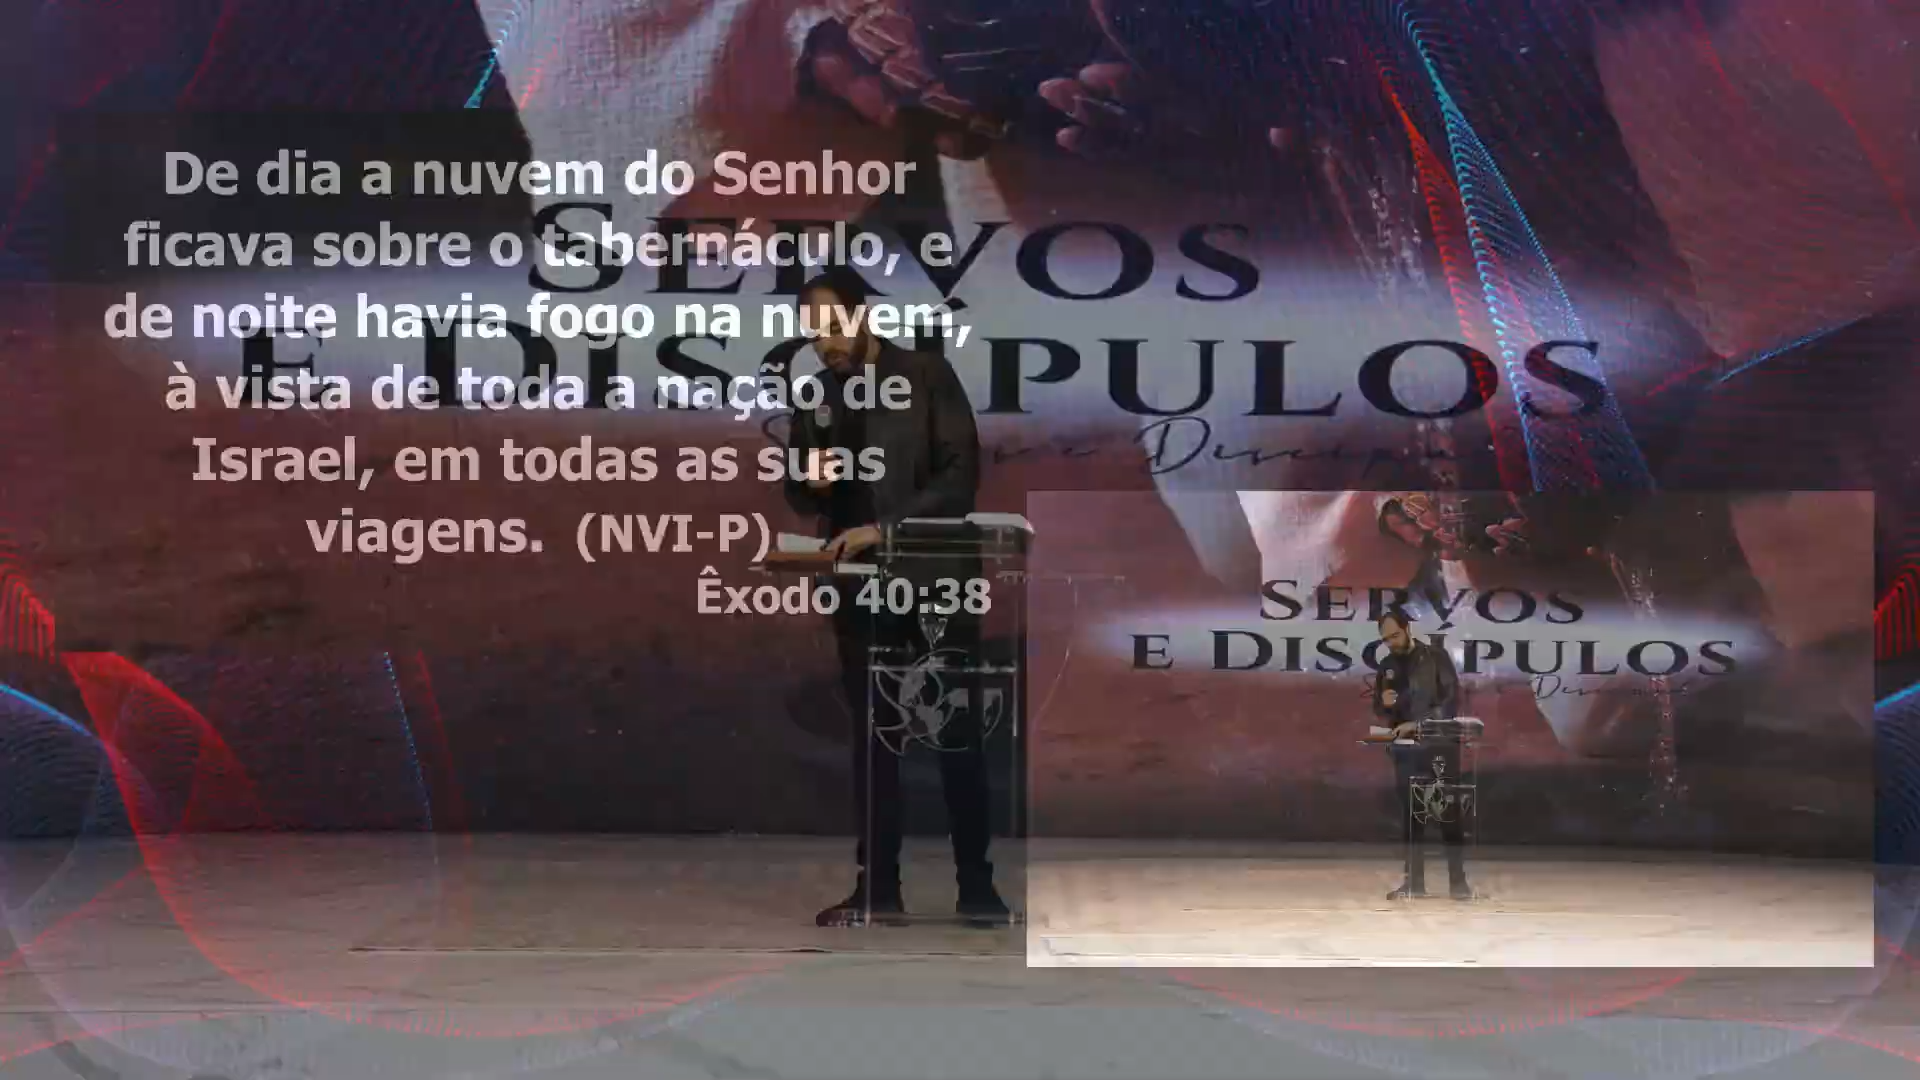 De dia a nuvem do Senhor
ficava sobre o tabernáculo, e
de noite havia fogo na nuvem,
à vista de toda a nação de
Israel, em todas as suas
viagens. (NVI-P)
Êxodo 40:38
SERVOS
E DISCÍPULOS
SERVOS
E DISCÍPULOS